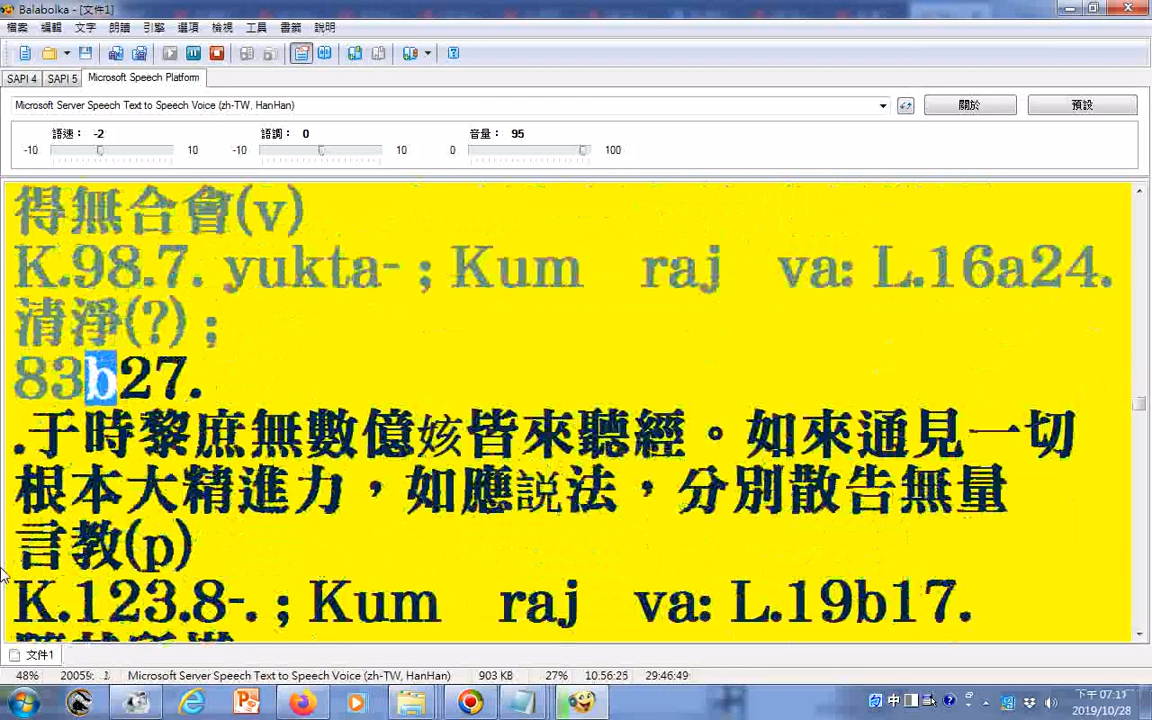 Balabolka - [文件1]
檔案 編輯 文字 朗讀 引擎 選項 檢視 工具 書籤 說明
SAPI 4 SAPI 5 Microsoft Speech Platform
Microsoft Server Speech Text to Speech Voice (zh-TW, HanHan) 關於 預設
語速： -2 語調： 0 音量： 95
-10 10 -10 10 0 100
得無合會(v)
K.98.7. yukta- ; Kum raj va: L.16a24.
清淨(?) ;
83b27.
.于時黎庶無數億姟皆來聽經。如來通見一切
根本大精進力，如應説法，分別散告無量
言教(p)
K.123.8-. ; Kum raj va: L.19b17.
文件1
48% Microsoft Server Speech Text to Speech Voice (zh-TW, HanHan) 903 KB 27% 10:56:25 29:46:49
中 下午 07:11
2019/10/28